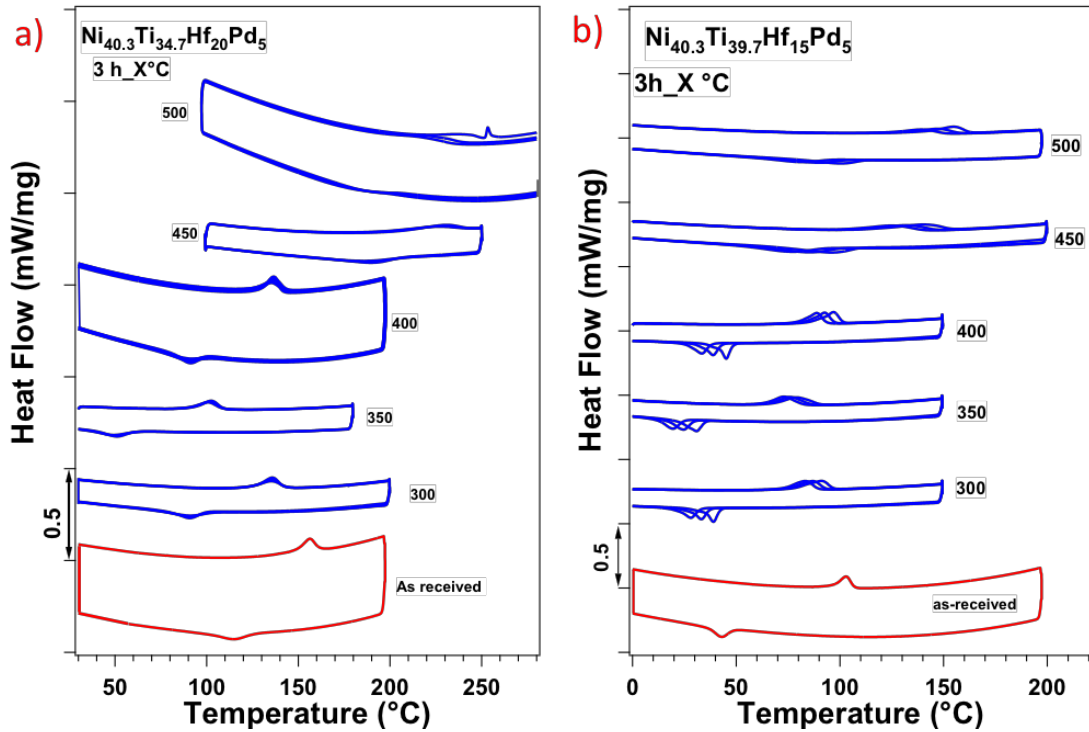 a)
Ni40.3Ti34.7Hf20Pd5
3 h_X°C
500
450
400
350
300
0.5
As received
Heat Flow (mW/mg)
50 100 150 200 250
Temperature (°C)
b)
Ni40.3Ti39.7Hf15Pd5
3h_X °C
500
450
400
350
300
0.5
as-received
Heat Flow (mW/mg)
0 50 100 150 200
Temperature (°C)